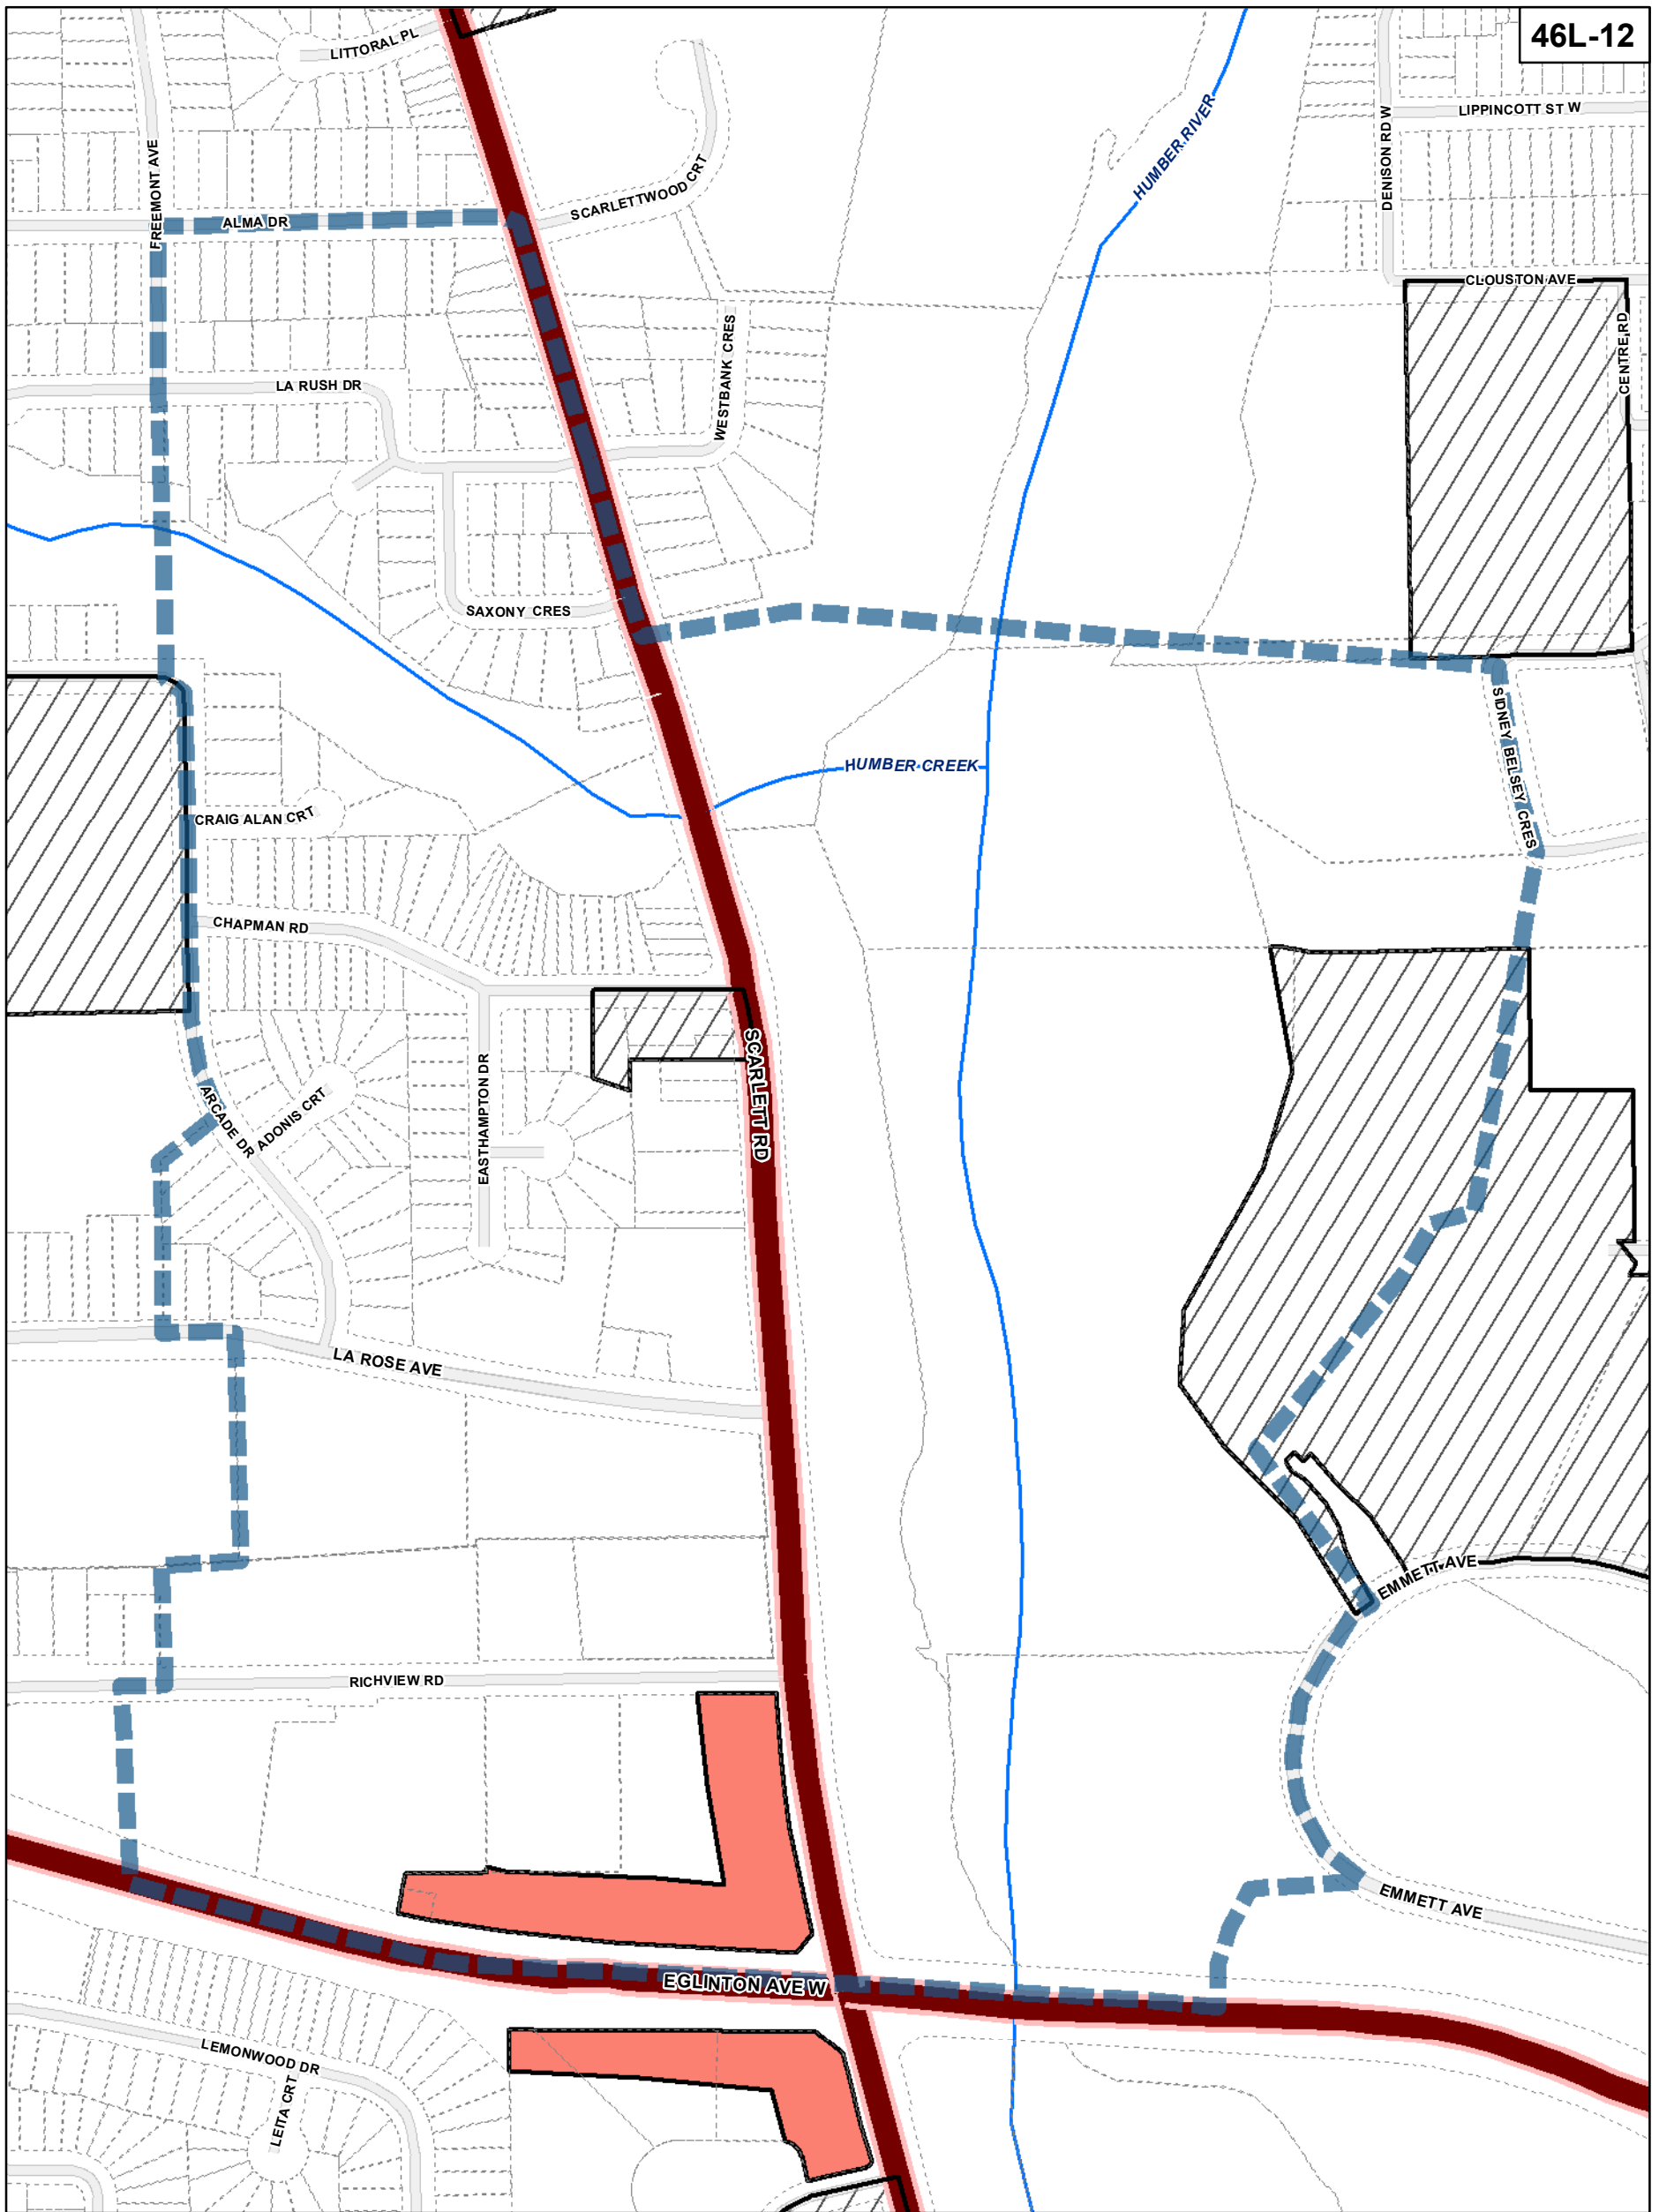 46L-12
LITTORAL PL
LIPPINCOTT ST W
HUMBER RIVER
DENISON RD W
FREEMONT AVE
SCARLETTWOOD CRT
ALMA DR
CLOUSTON AVE
CENTRE RD
WESTBANK CRES
LA RUSH DR
SAXONY CRES
SIDNEY BELSEY CRES
HUMBER CREEK
CRAIG ALAN CRT
CHAPMAN RD
SCARLETT RD
EASTHAMPTON DR
ARCADE DR
ADONIS CRT
LA ROSE AVE
EMMETT AVE
RICHVIEW RD
EMMETT AVE
EGLINTON AVE W
LEMONWOOD DR
LEITA CRT